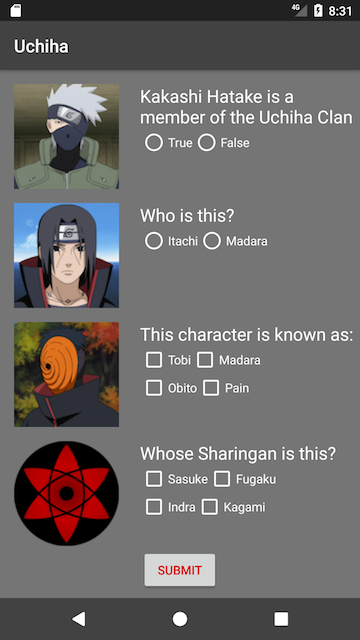 4G 8:31
Uchiha
Kakashi Hatake is a
member of the Uchiha Clan
True False
Who is this?
Itachi Madara
This character is known as:
Tobi Madara
Obito Pain
Whose Sharingan is this?
Sasuke Fugaku
Indra Kagami
SUBMIT